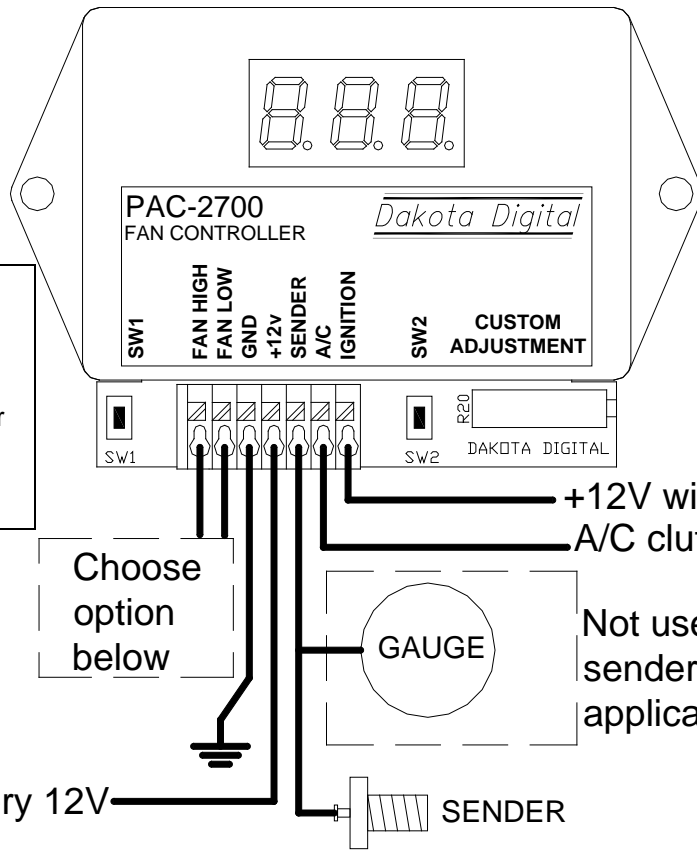 PAC-2700
FAN CONTROLLER
Dakota Digital
SW1
FAN HIGH
FAN LOW
GND
+12v
SENDER
A/C
IGNITION
SW2
CUSTOM
ADJUSTMENT
SW1
SW2
R20
DAKOTA DIGITAL
r
+12V wi
A/C clut
Choose
option
below
GAUGE
Not use
sender
applica
ry 12V
SENDER